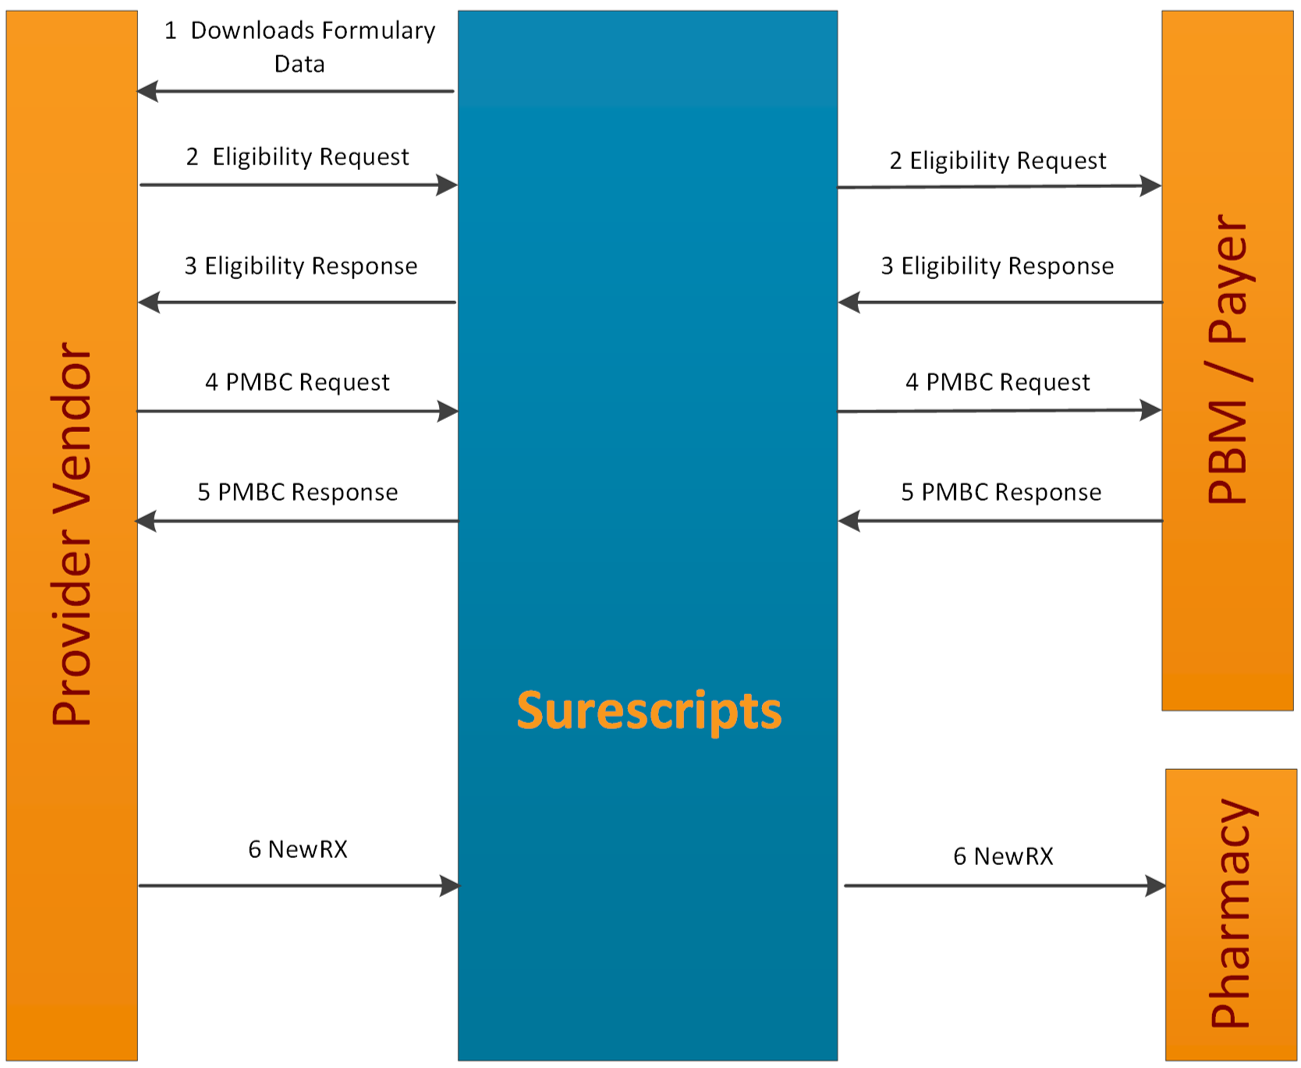 1  Downloads Formulary
Data
2  Eligibility Request
2 Eligibility Request
3 Eligibility Response
3 Eligibility Response
4 PMBC Request
4 PMBC Request
5 PMBC Response
5 PMBC Response
Provider Vendor
PBM / Payer
Surescripts
6 NewRX
6 NewRX
Pharmacy